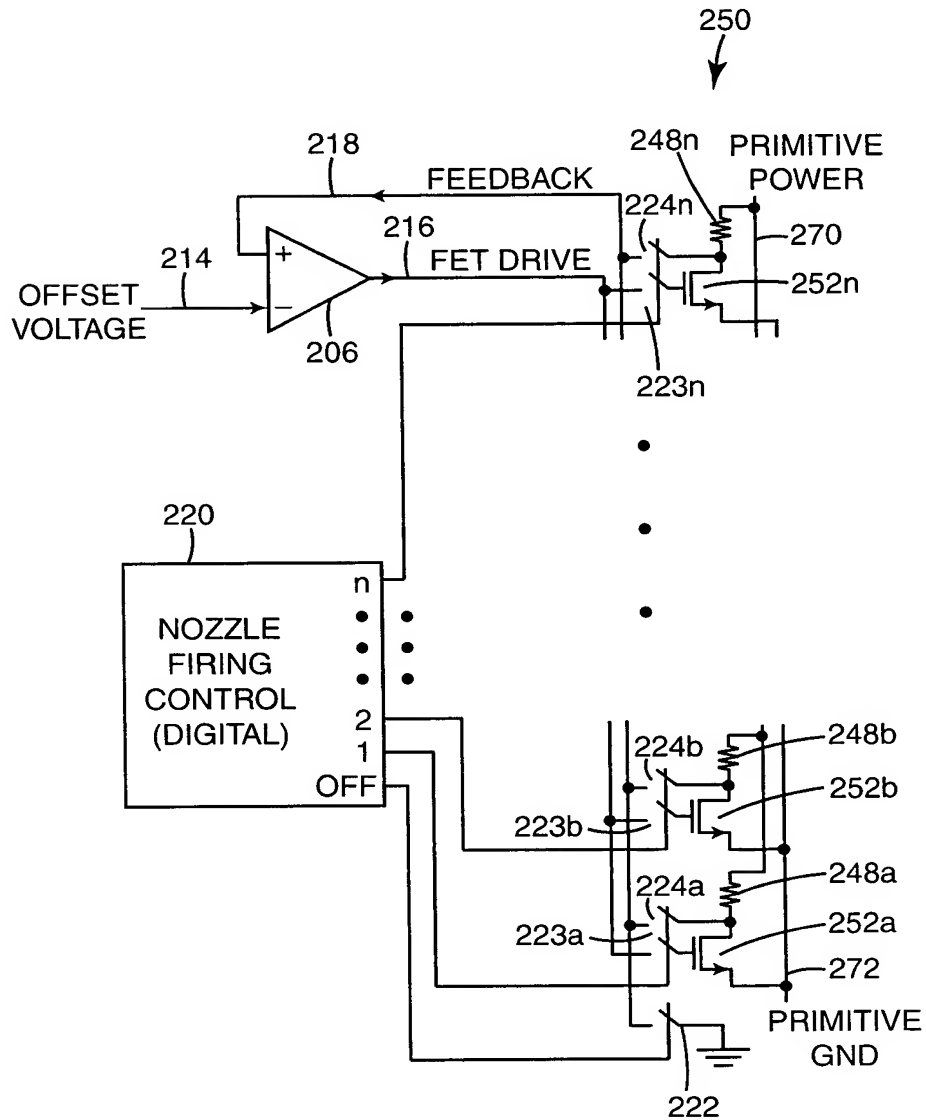 250
218
248n
PRIMITIVE
POWER
FEEDBACK
224n
216
270
214
+
FET DRIVE
252n
OFFSET
VOLTAGE
−
206
223n
220
n
NOZZLE
FIRING
CONTROL
(DIGITAL)
2
1
OFF
224b
248b
252b
223b
224a
248a
223a
252a
272
PRIMITIVE
GND
222